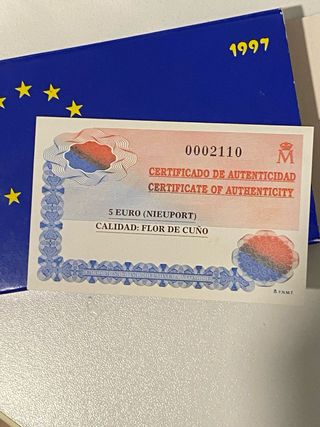 1997
0002110
M
CERTIFICADO DE AUTENTICIDAD
CERTIFICATE OF AUTHENTICITY
5 EURO (NIEUPORT)
CALIDAD: FLOR DE CUÑO